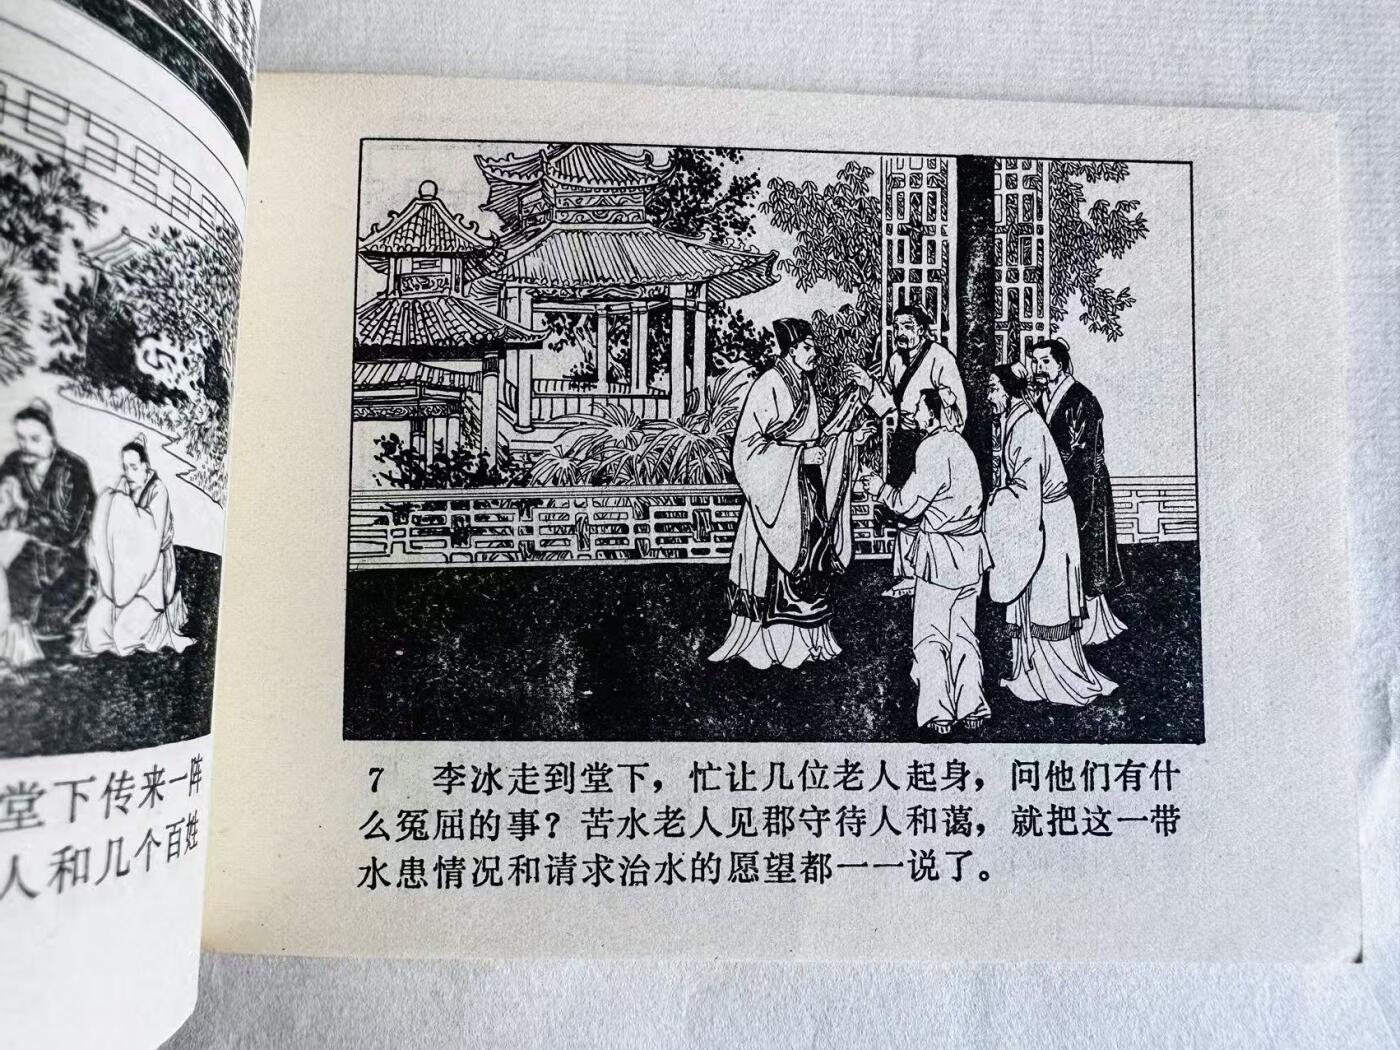 堂下传来一阵
人和几个百姓
7 李冰走到堂下，忙让几位老人起身，问他们有什
么冤屈的事？苦水老人见郡守待人和蔼，就把这一带
水患情况和请求治水的愿望都一一说了。